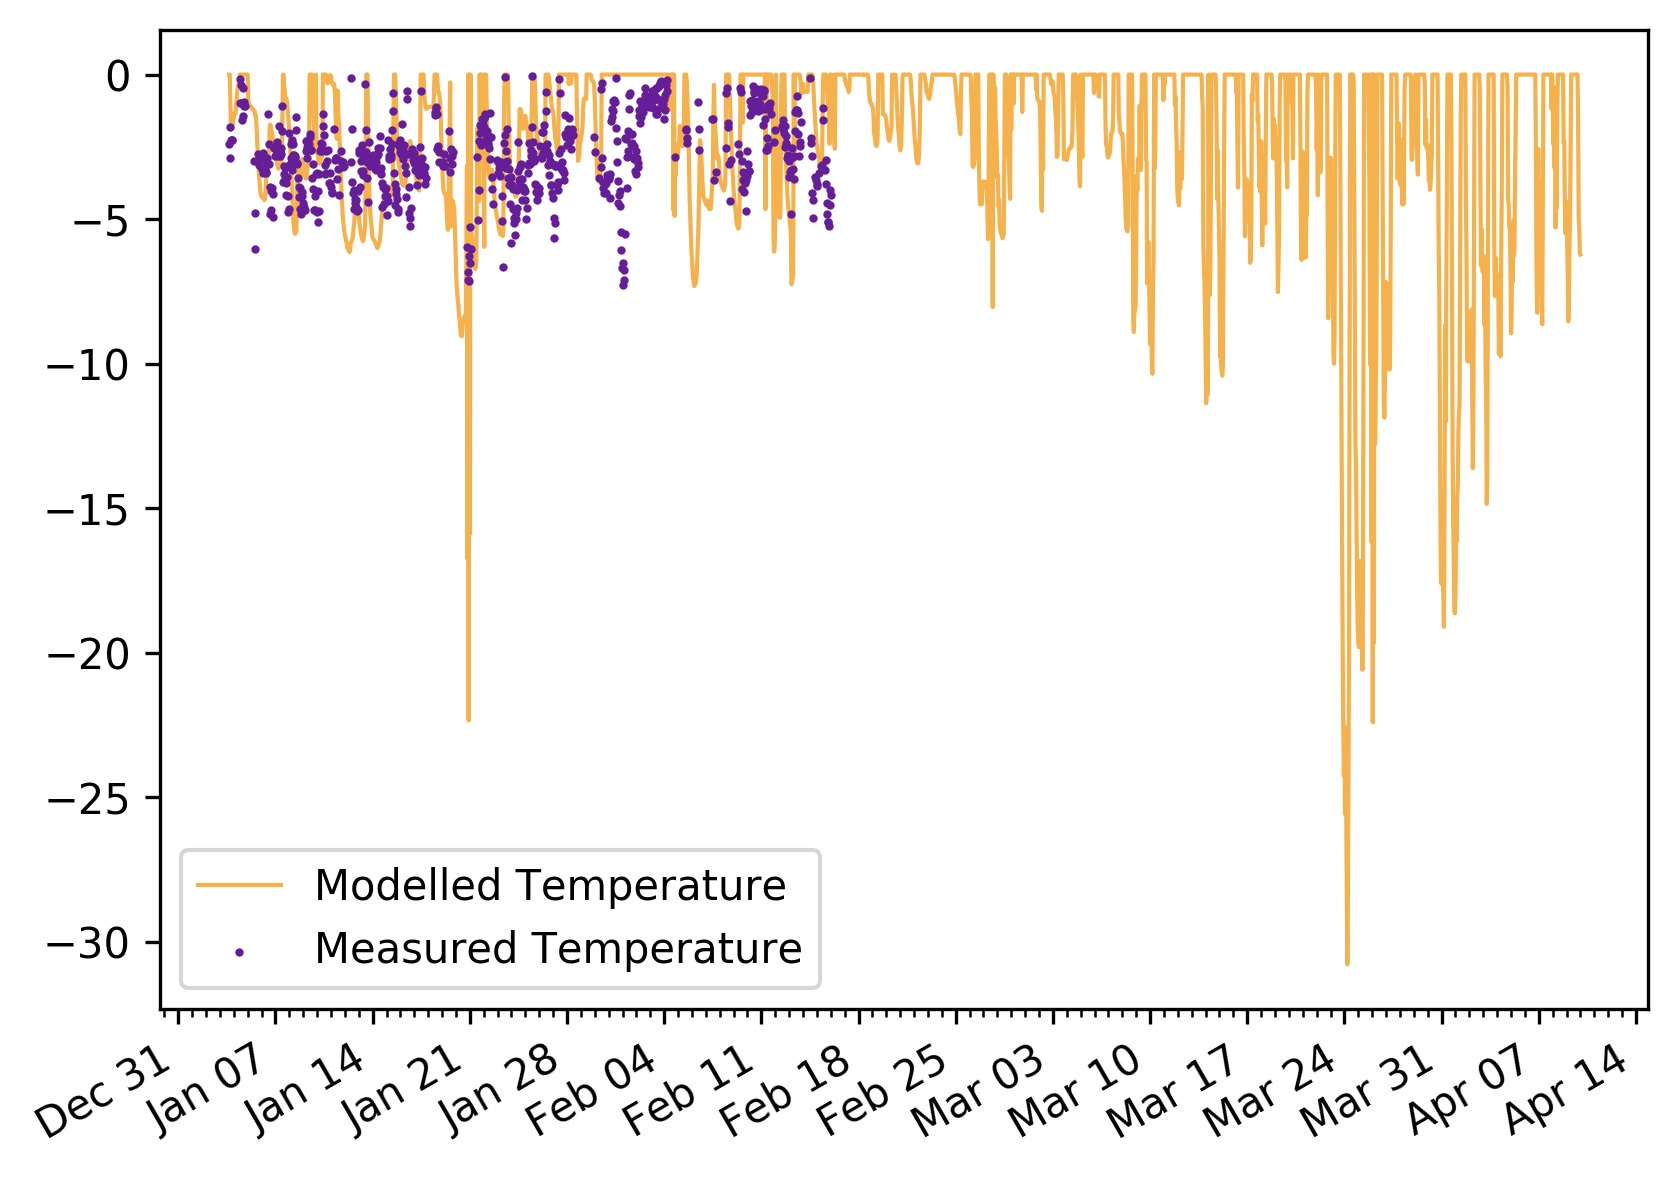 0
−5
−10
−15
−20
−25
−30
Modelled Temperature
Measured Temperature
Dec 31
Jan 07
Jan 14
Jan 21
Jan 28
Feb 04
Feb 11
Feb 18
Feb 25
Mar 03
Mar 10
Mar 17
Mar 24
Mar 31
Apr 07
Apr 14